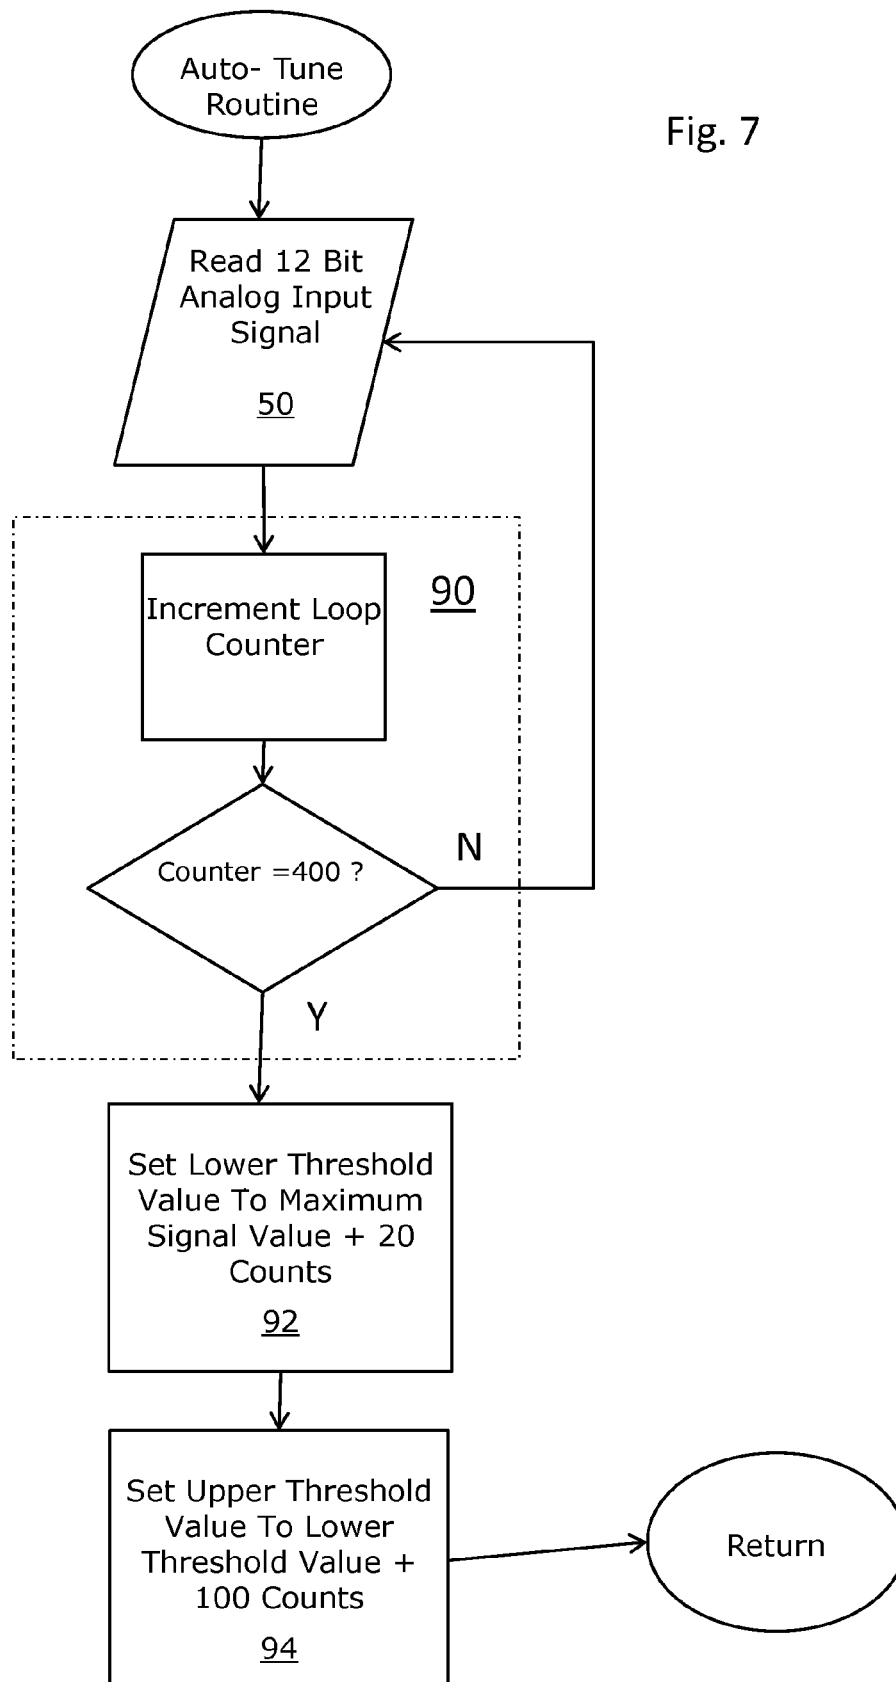 Auto- Tune
Routine
Fig. 7
Read 12 Bit
Analog Input
Signal
50
Increment Loop
Counter
90
Counter =400 ?
N
Y
Set Lower Threshold
Value To Maximum
Signal Value + 20
Counts
92
Set Upper Threshold
Value To Lower
Threshold Value +
100 Counts
94
Return